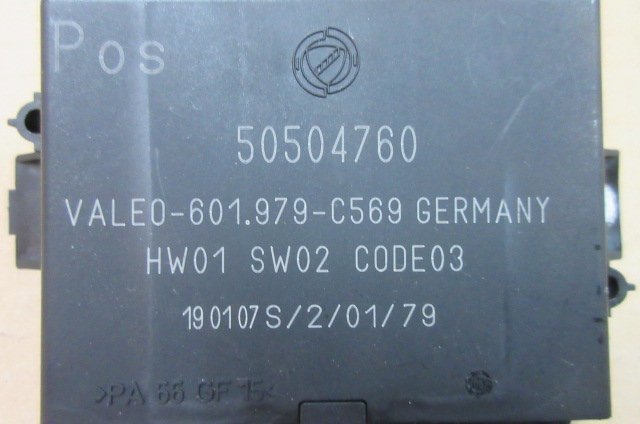 Pos
50504760
VALEO-601.979-C569 GERMANY
HW01 SW02 CODE03
190107S/2/01/79
>PA 66 GF 15<